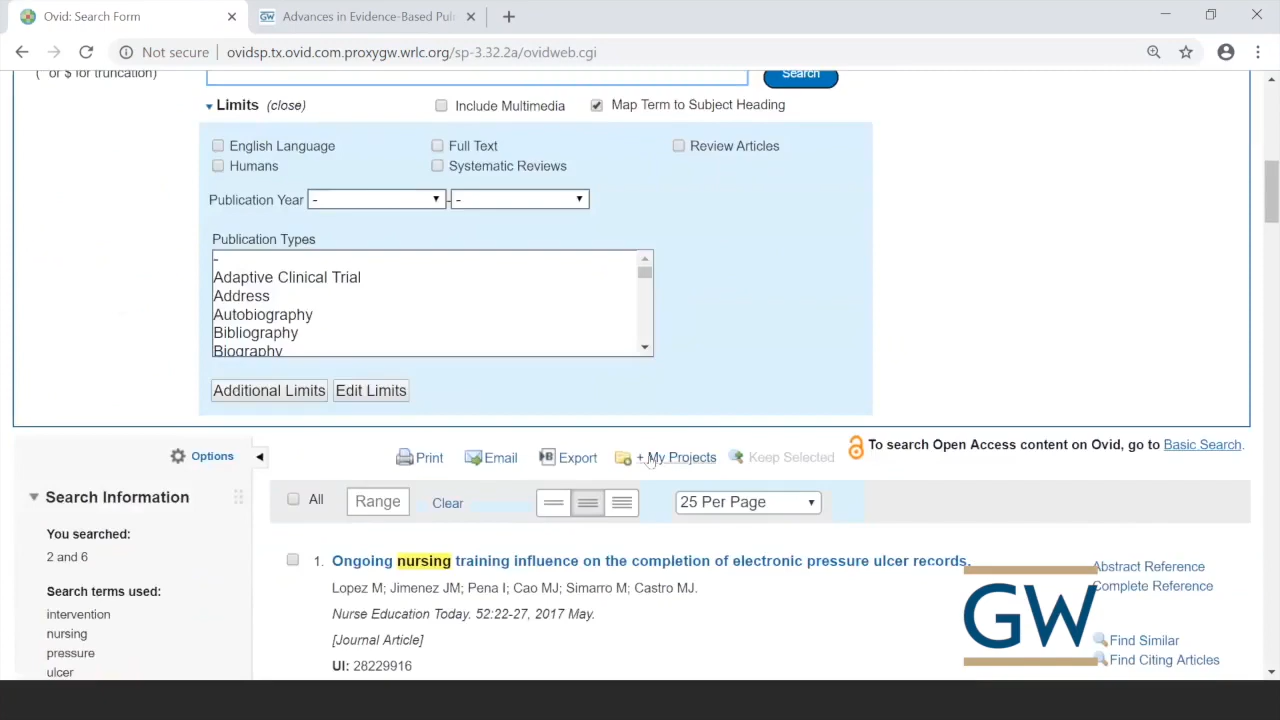 Ovid: Search Form
GW Advances in Evidence-Based Pul
Not secure ovidsp.tx.ovid.com.proxygw.wrlc.org/sp-3.32.2a/ovidweb.cgi
or $ for truncation)
Search
Limits (close) Include Multimedia Map Term to Subject Heading
English Language Full Text Review Articles
Humans Systematic Reviews
Publication Year - - -
Publication Types
-
Adaptive Clinical Trial
Address
Autobiography
Bibliography
Biography
Additional Limits Edit Limits
To search Open Access content on Ovid, go to Basic Search.
Options Print Email Export + My Projects Keep Selected
Search Information
All Range Clear 25 Per Page
You searched:
2 and 6
Search terms used:
intervention
nursing
pressure
ulcer
1. Ongoing nursing training influence on the completion of electronic pressure ulcer records.
Lopez M; Jimenez JM; Pena I; Cao MJ; Simarro M; Castro MJ.
Nurse Education Today. 52:22-27, 2017 May.
[Journal Article]
UI: 28229916
Abstract Reference
Complete Reference
Find Similar
Find Citing Articles
GW